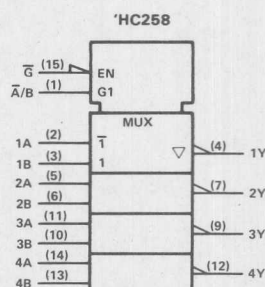 'HC258
G̅ (15) EN
A̅/B (1) G1
MUX
1A (2) 1̅ ▽ (4) 1Y
1B (3) 1
2A (5) (7) 2Y
2B (6)
3A (11) (9) 3Y
3B (10)
4A (14) (12) 4Y
4B (13)